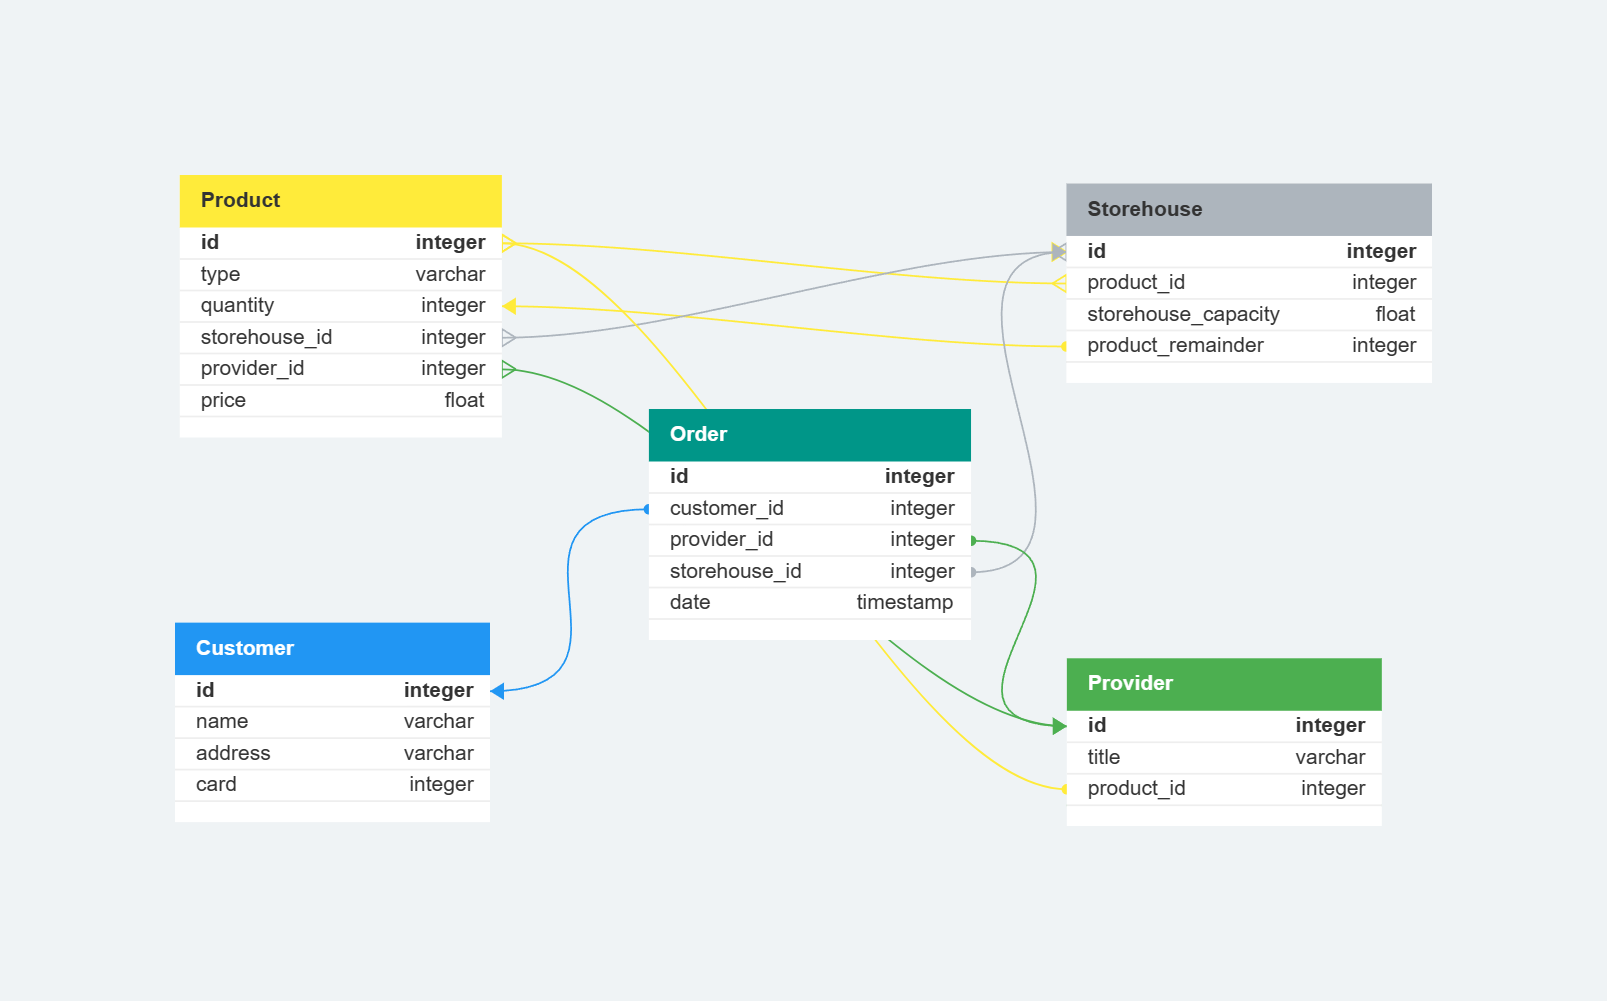 Product
id integer
type varchar
quantity integer
storehouse_id integer
provider_id integer
price float
Storehouse
id integer
product_id integer
storehouse_capacity float
product_remainder integer
Order
id integer
customer_id integer
provider_id integer
storehouse_id integer
date timestamp
Customer
id integer
name varchar
address varchar
card integer
Provider
id integer
title varchar
product_id integer